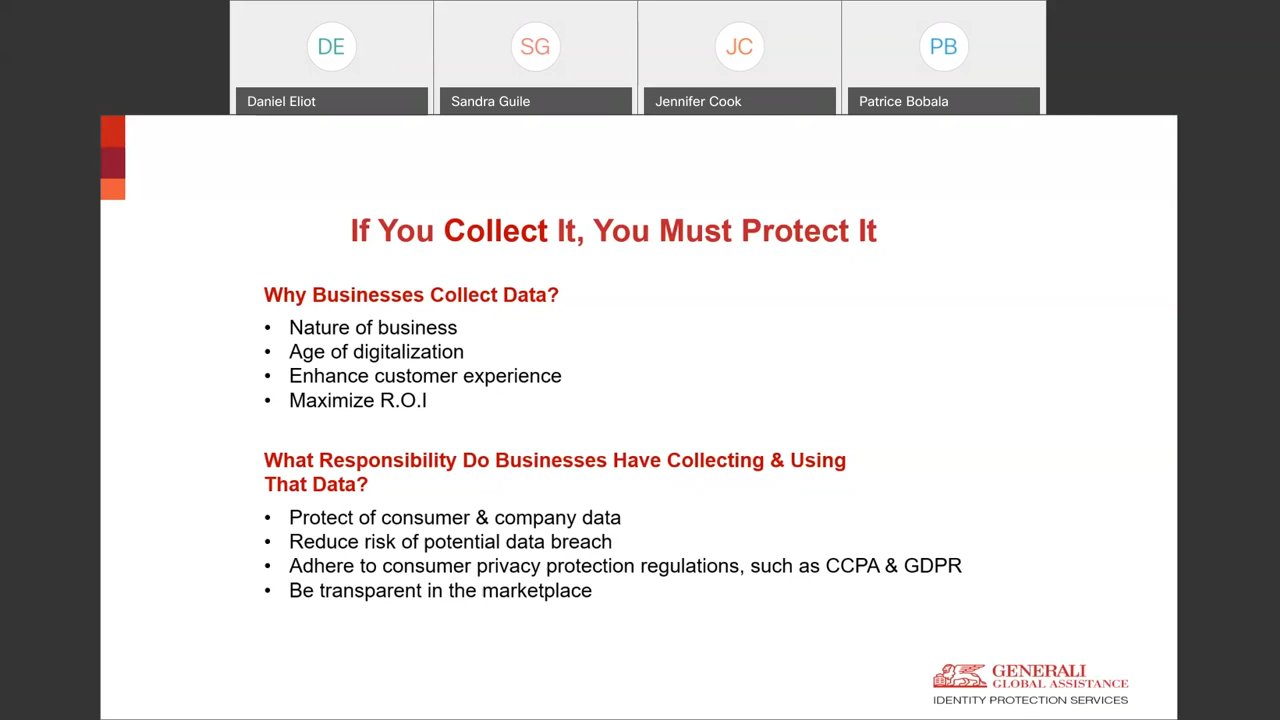 DE
SG
JC
PB
Daniel Eliot
Sandra Guile
Jennifer Cook
Patrice Bobala
If You Collect It, You Must Protect It
Why Businesses Collect Data?
• Nature of business
• Age of digitalization
• Enhance customer experience
• Maximize R.O.I
What Responsibility Do Businesses Have Collecting & Using
That Data?
• Protect of consumer & company data
• Reduce risk of potential data breach
• Adhere to consumer privacy protection regulations, such as CCPA & GDPR
• Be transparent in the marketplace
GENERALI
GLOBAL ASSISTANCE
IDENTITY PROTECTION SERVICES